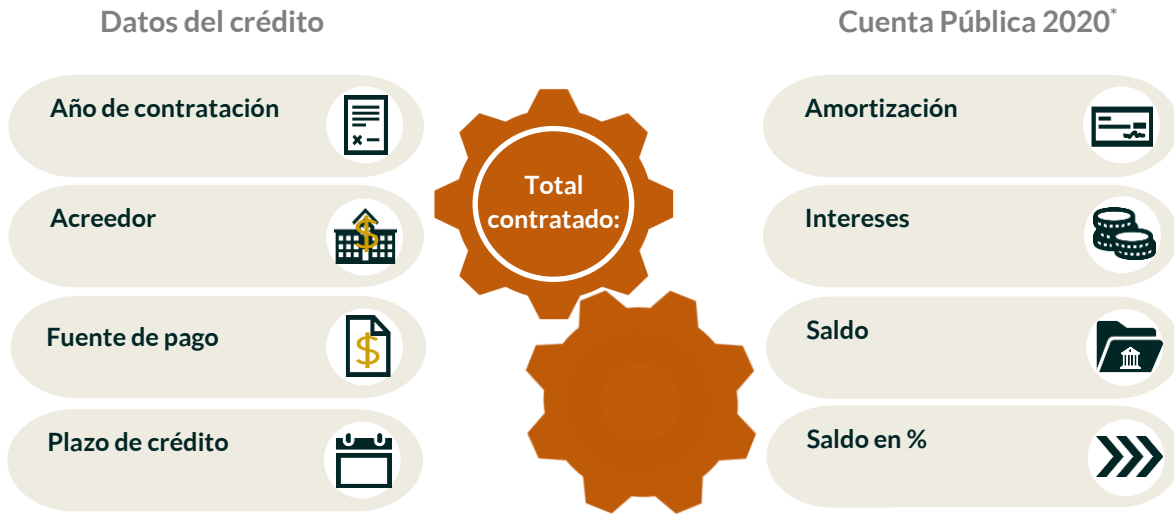 Datos del crédito
Cuenta Pública 2020*
Año de contratación
Acreedor
Fuente de pago
Plazo de crédito
Total
contratado:
Amortización
Intereses
Saldo
Saldo en %